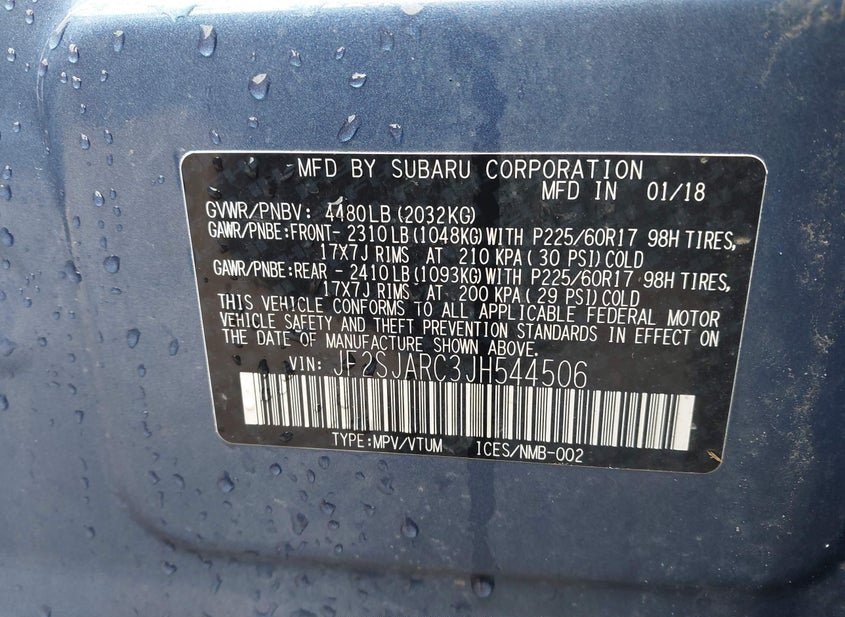 MFD BY SUBARU CORPORATION
MFD IN 01/18
GVWR/PNBV: 4480LB(2032KG)
GAWR/PNBE:FRONT- 2310LB(1048KG)WITH P225/60R17 98H TIRES,
17X7J RIMS AT 210 KPA(30 PSI)COLD
GAWR/PNBE:REAR - 2410LB(1093KG)WITH P225/60R17 98H TIRES,
17X7J RIMS AT 200 KPA(29 PSI)COLD
THIS VEHICLE CONFORMS TO ALL APPLICABLE FEDERAL MOTOR
VEHICLE SAFETY AND THEFT PREVENTION STANDARDS IN EFFECT ON
THE DATE OF MANUFACTURE SHOWN ABOVE.
VIN: JF2SJARC3JH544506
TYPE:MPV/VTUM ICES/NMB-002